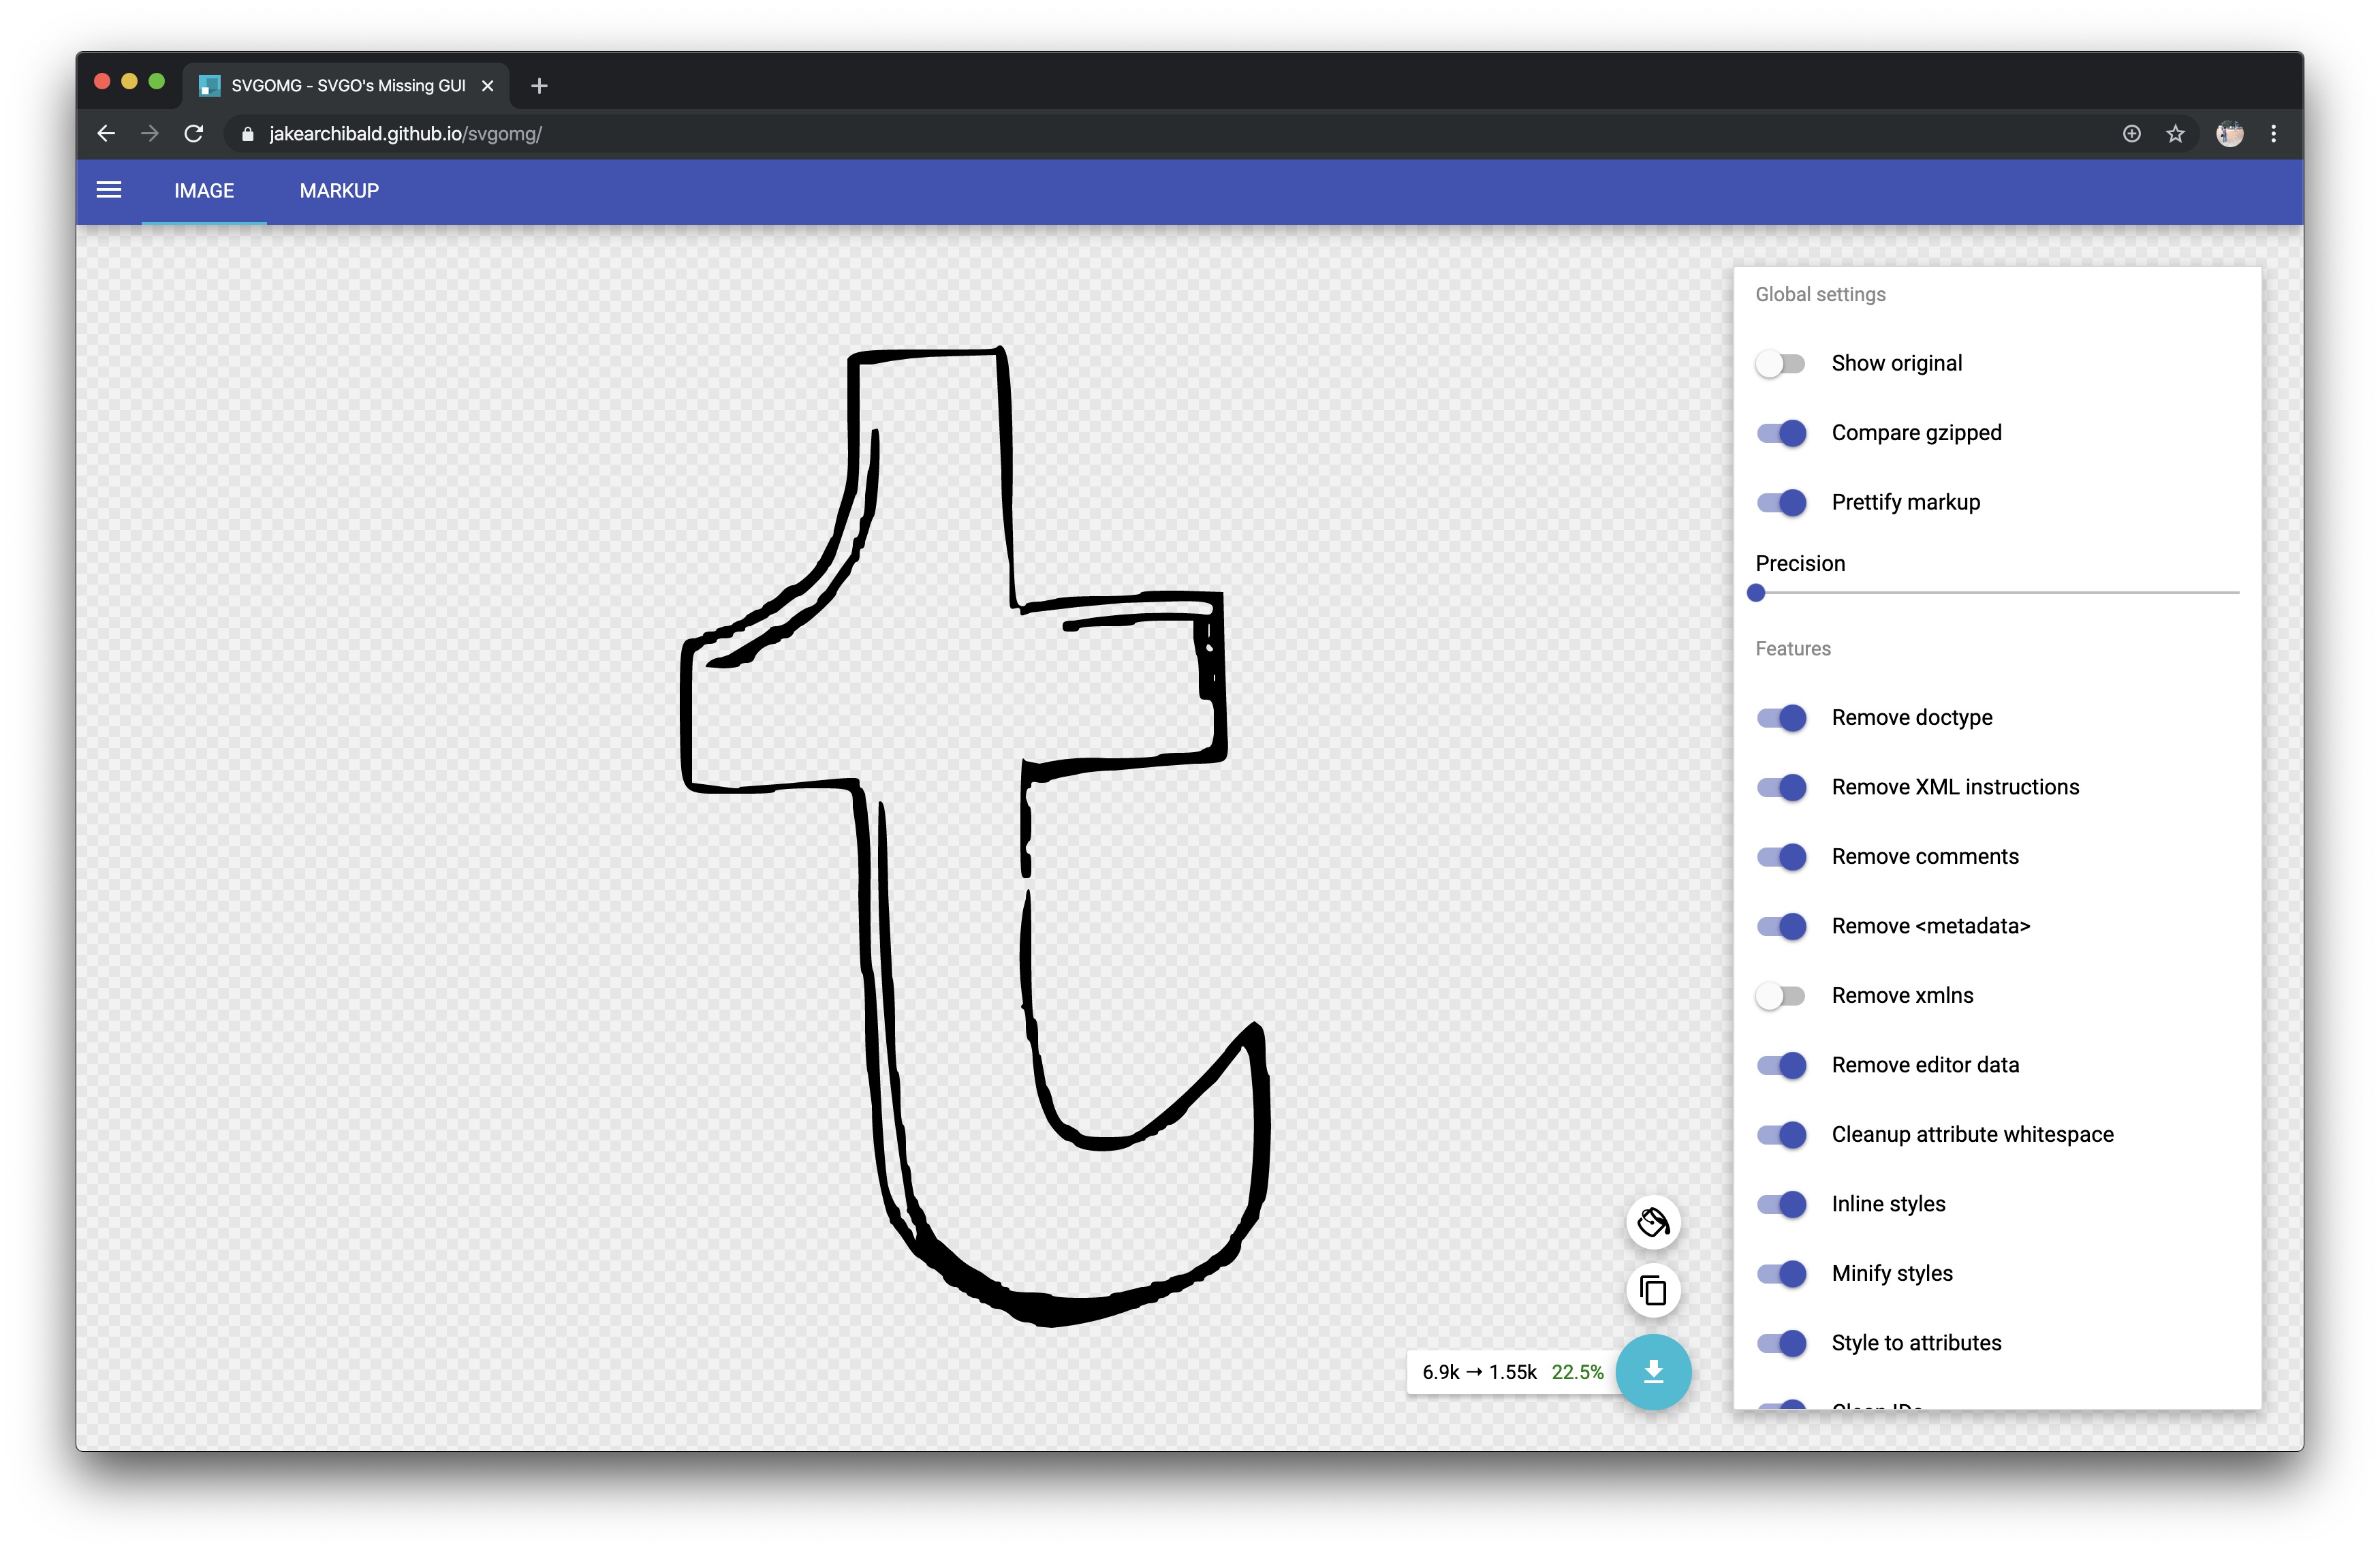 SVGOMG - SVGO's Missing GUI
jakearchibald.github.io/svgomg/
IMAGE MARKUP
Global settings
Show original
Compare gzipped
Prettify markup
Precision
Features
Remove doctype
Remove XML instructions
Remove comments
Remove <metadata>
Remove xmlns
Remove editor data
Cleanup attribute whitespace
Inline styles
Minify styles
Style to attributes
Clean IDs
t
6.9k → 1.55k 22.5%